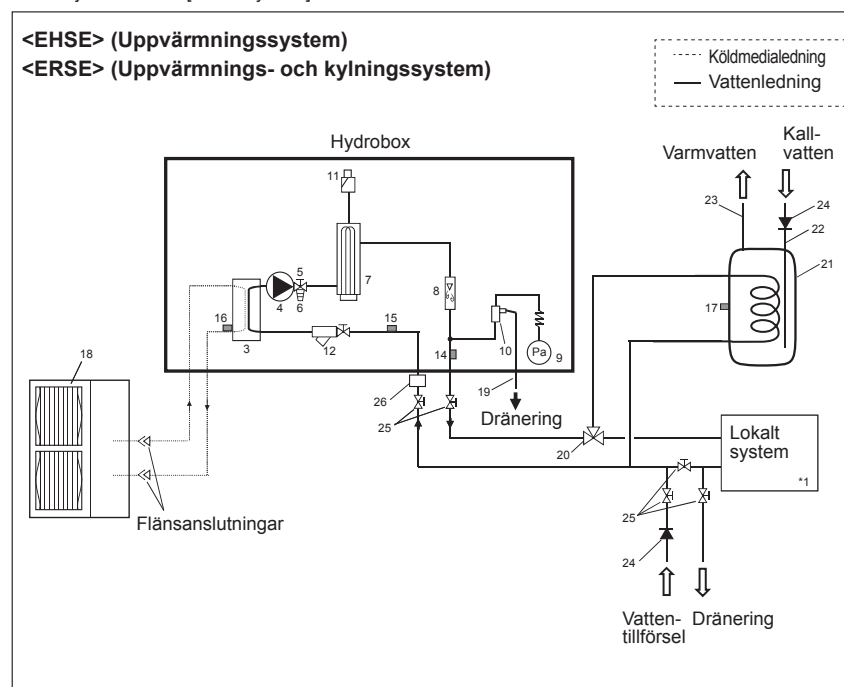 <EHSE> (Uppvärmningssystem)
<ERSE> (Uppvärmnings- och kylningssystem)
Köldmedialedning
Vattenledning
Hydrobox
Varmvatten
Kall-
vatten
11
23
24
22
5
7
8
21
16
4
6
15
17
3
12
14
10
Pa
9
18
26
19
25
Dränering
20
Lokalt
system
*1
Flänsanslutningar
25
24
Vatten-
tillförsel
Dränering